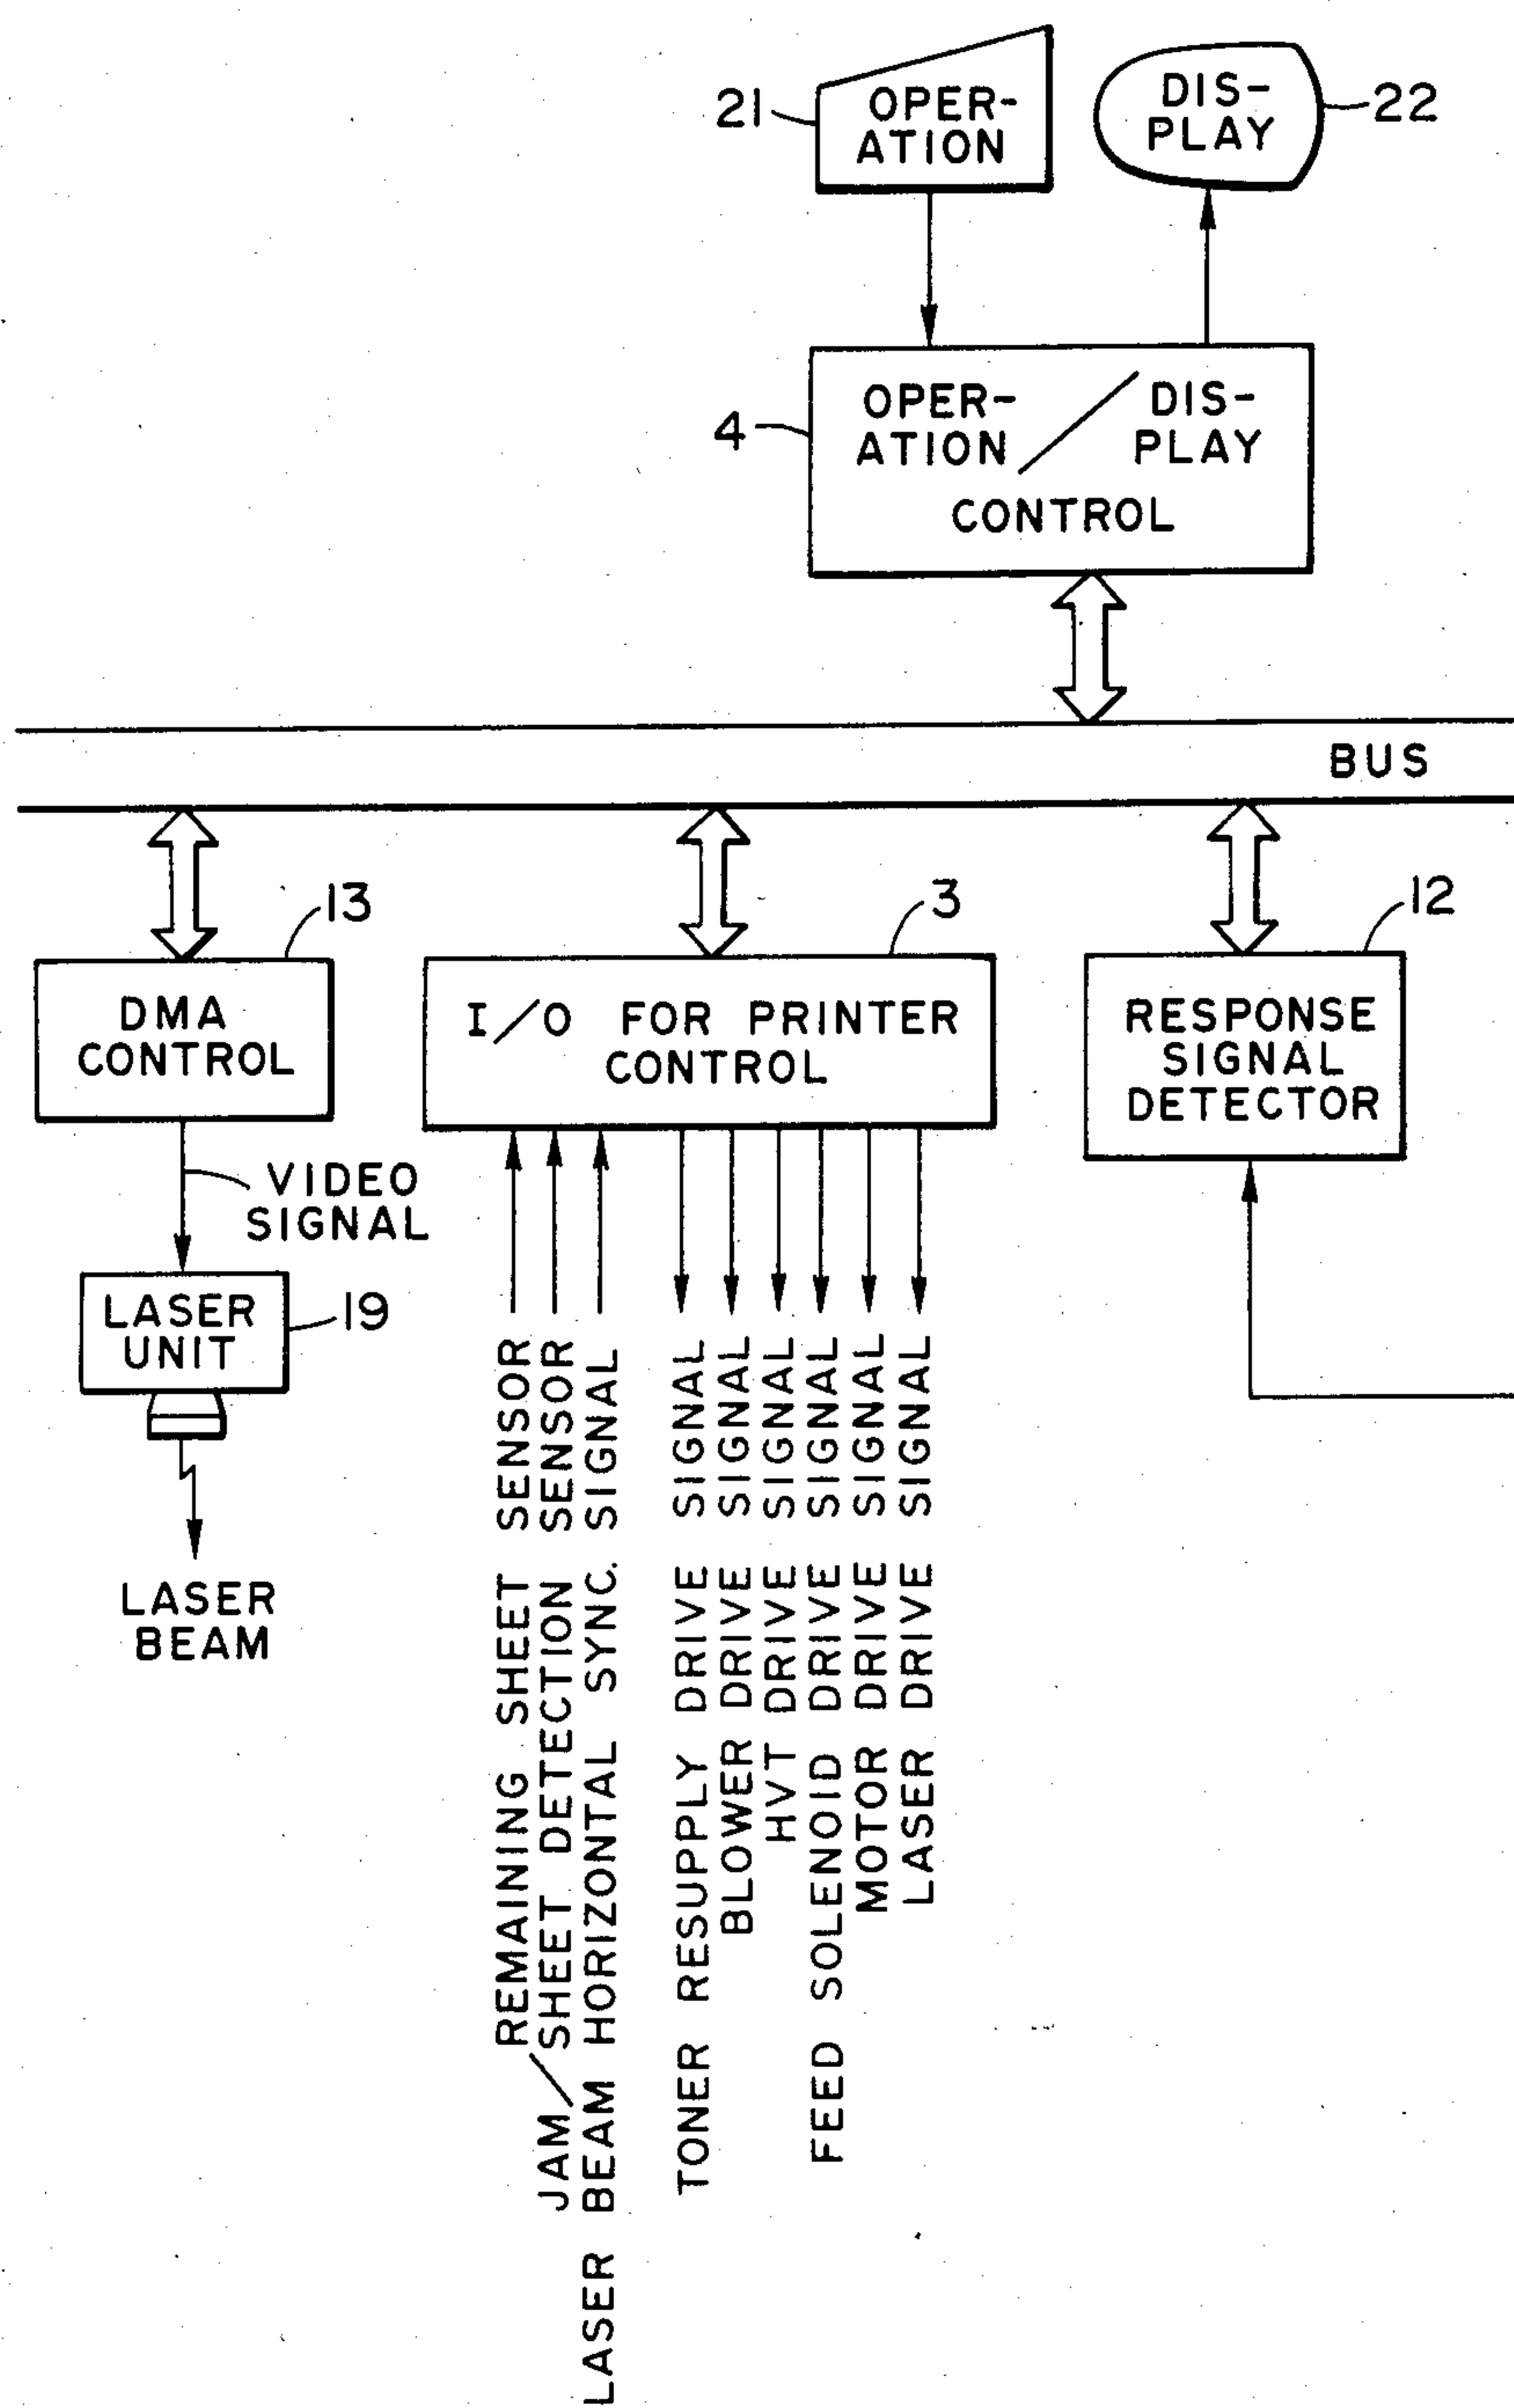 21
OPER-
ATION
DIS-
PLAY
22
4
OPER-
ATION
/
DIS-
PLAY
CONTROL
BUS
13
DMA
CONTROL
3
I/O FOR PRINTER
CONTROL
12
RESPONSE
SIGNAL
DETECTOR
VIDEO
SIGNAL
LASER
UNIT
19
LASER
BEAM
REMAINING SHEET SENSOR
JAM/SHEET DETECTION SENSOR
LASER BEAM HORIZONTAL SYNC. SIGNAL
TONER RESUPPLY DRIVE SIGNAL
BLOWER DRIVE SIGNAL
HVT DRIVE SIGNAL
FEED SOLENOID DRIVE SIGNAL
MOTOR DRIVE SIGNAL
LASER DRIVE SIGNAL